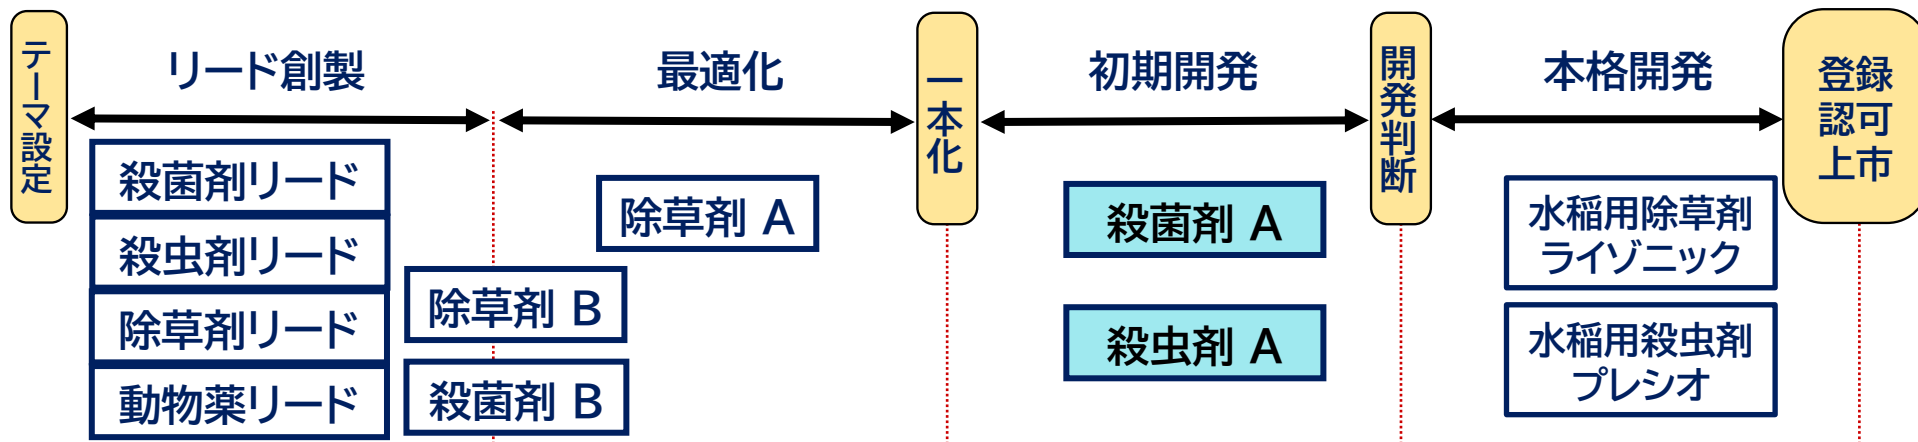 テーマ設定
リード創製
最適化
一本化
初期開発
開発判断
本格開発
登録
認可
上市
殺菌剤リード
殺虫剤リード
除草剤リード
動物薬リード
除草剤 B
殺菌剤 B
除草剤 A
殺菌剤 A
殺虫剤 A
水稲用除草剤
ライゾニック
水稲用殺虫剤
プレシオ